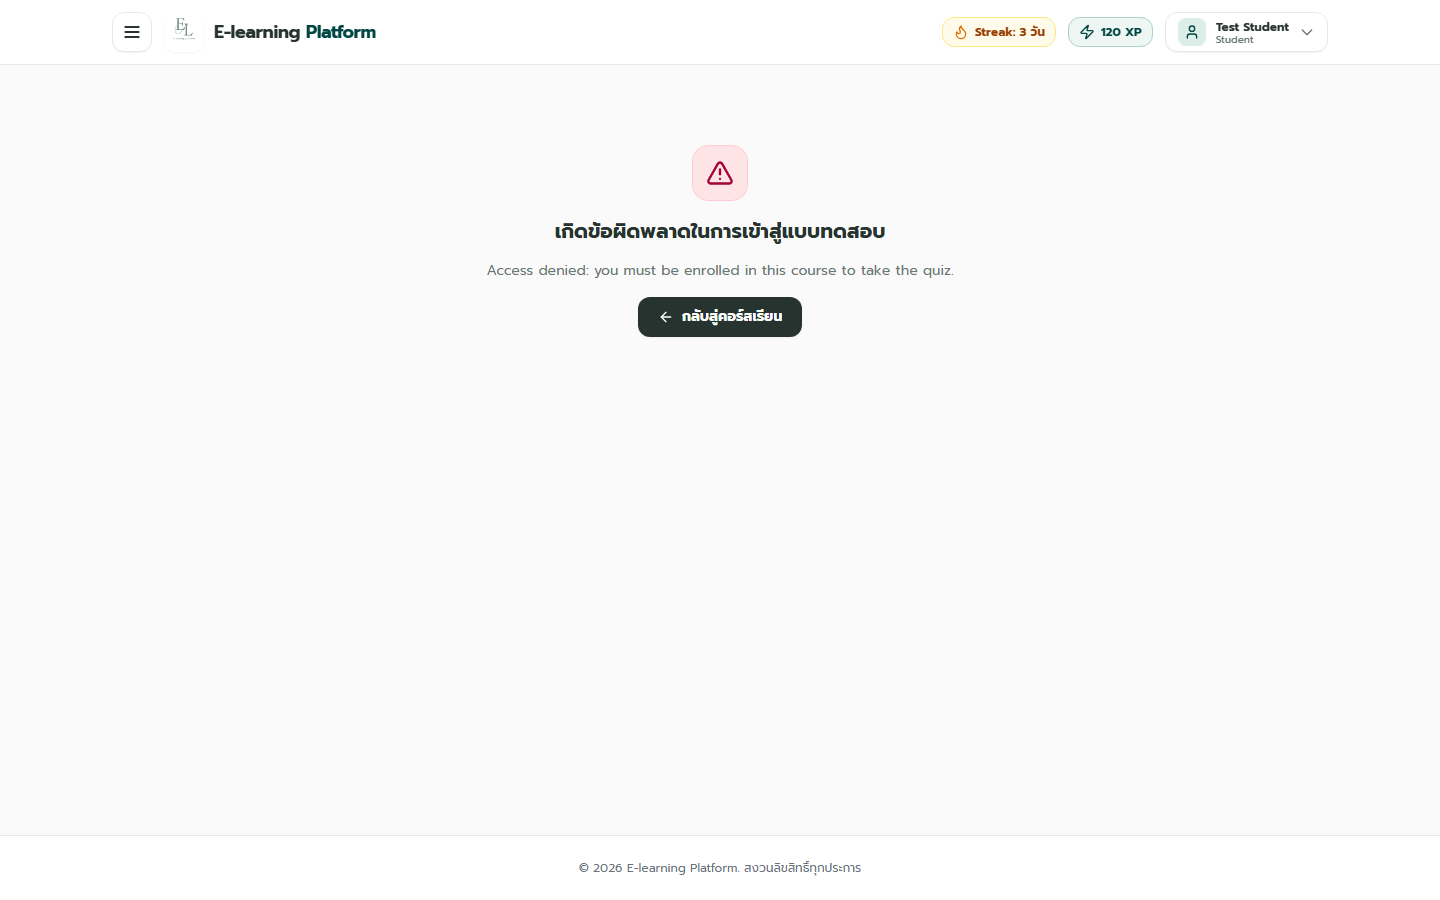 EL
E-learning Platform
Streak: 3 วัน
120 XP
Test Student
Student
เกิดข้อผิดพลาดในการเข้าสู่แบบทดสอบ
Access denied: you must be enrolled in this course to take the quiz.
กลับสู่คอร์สเรียน
© 2026 E-learning Platform. สงวนลิขสิทธิ์ทุกประการ